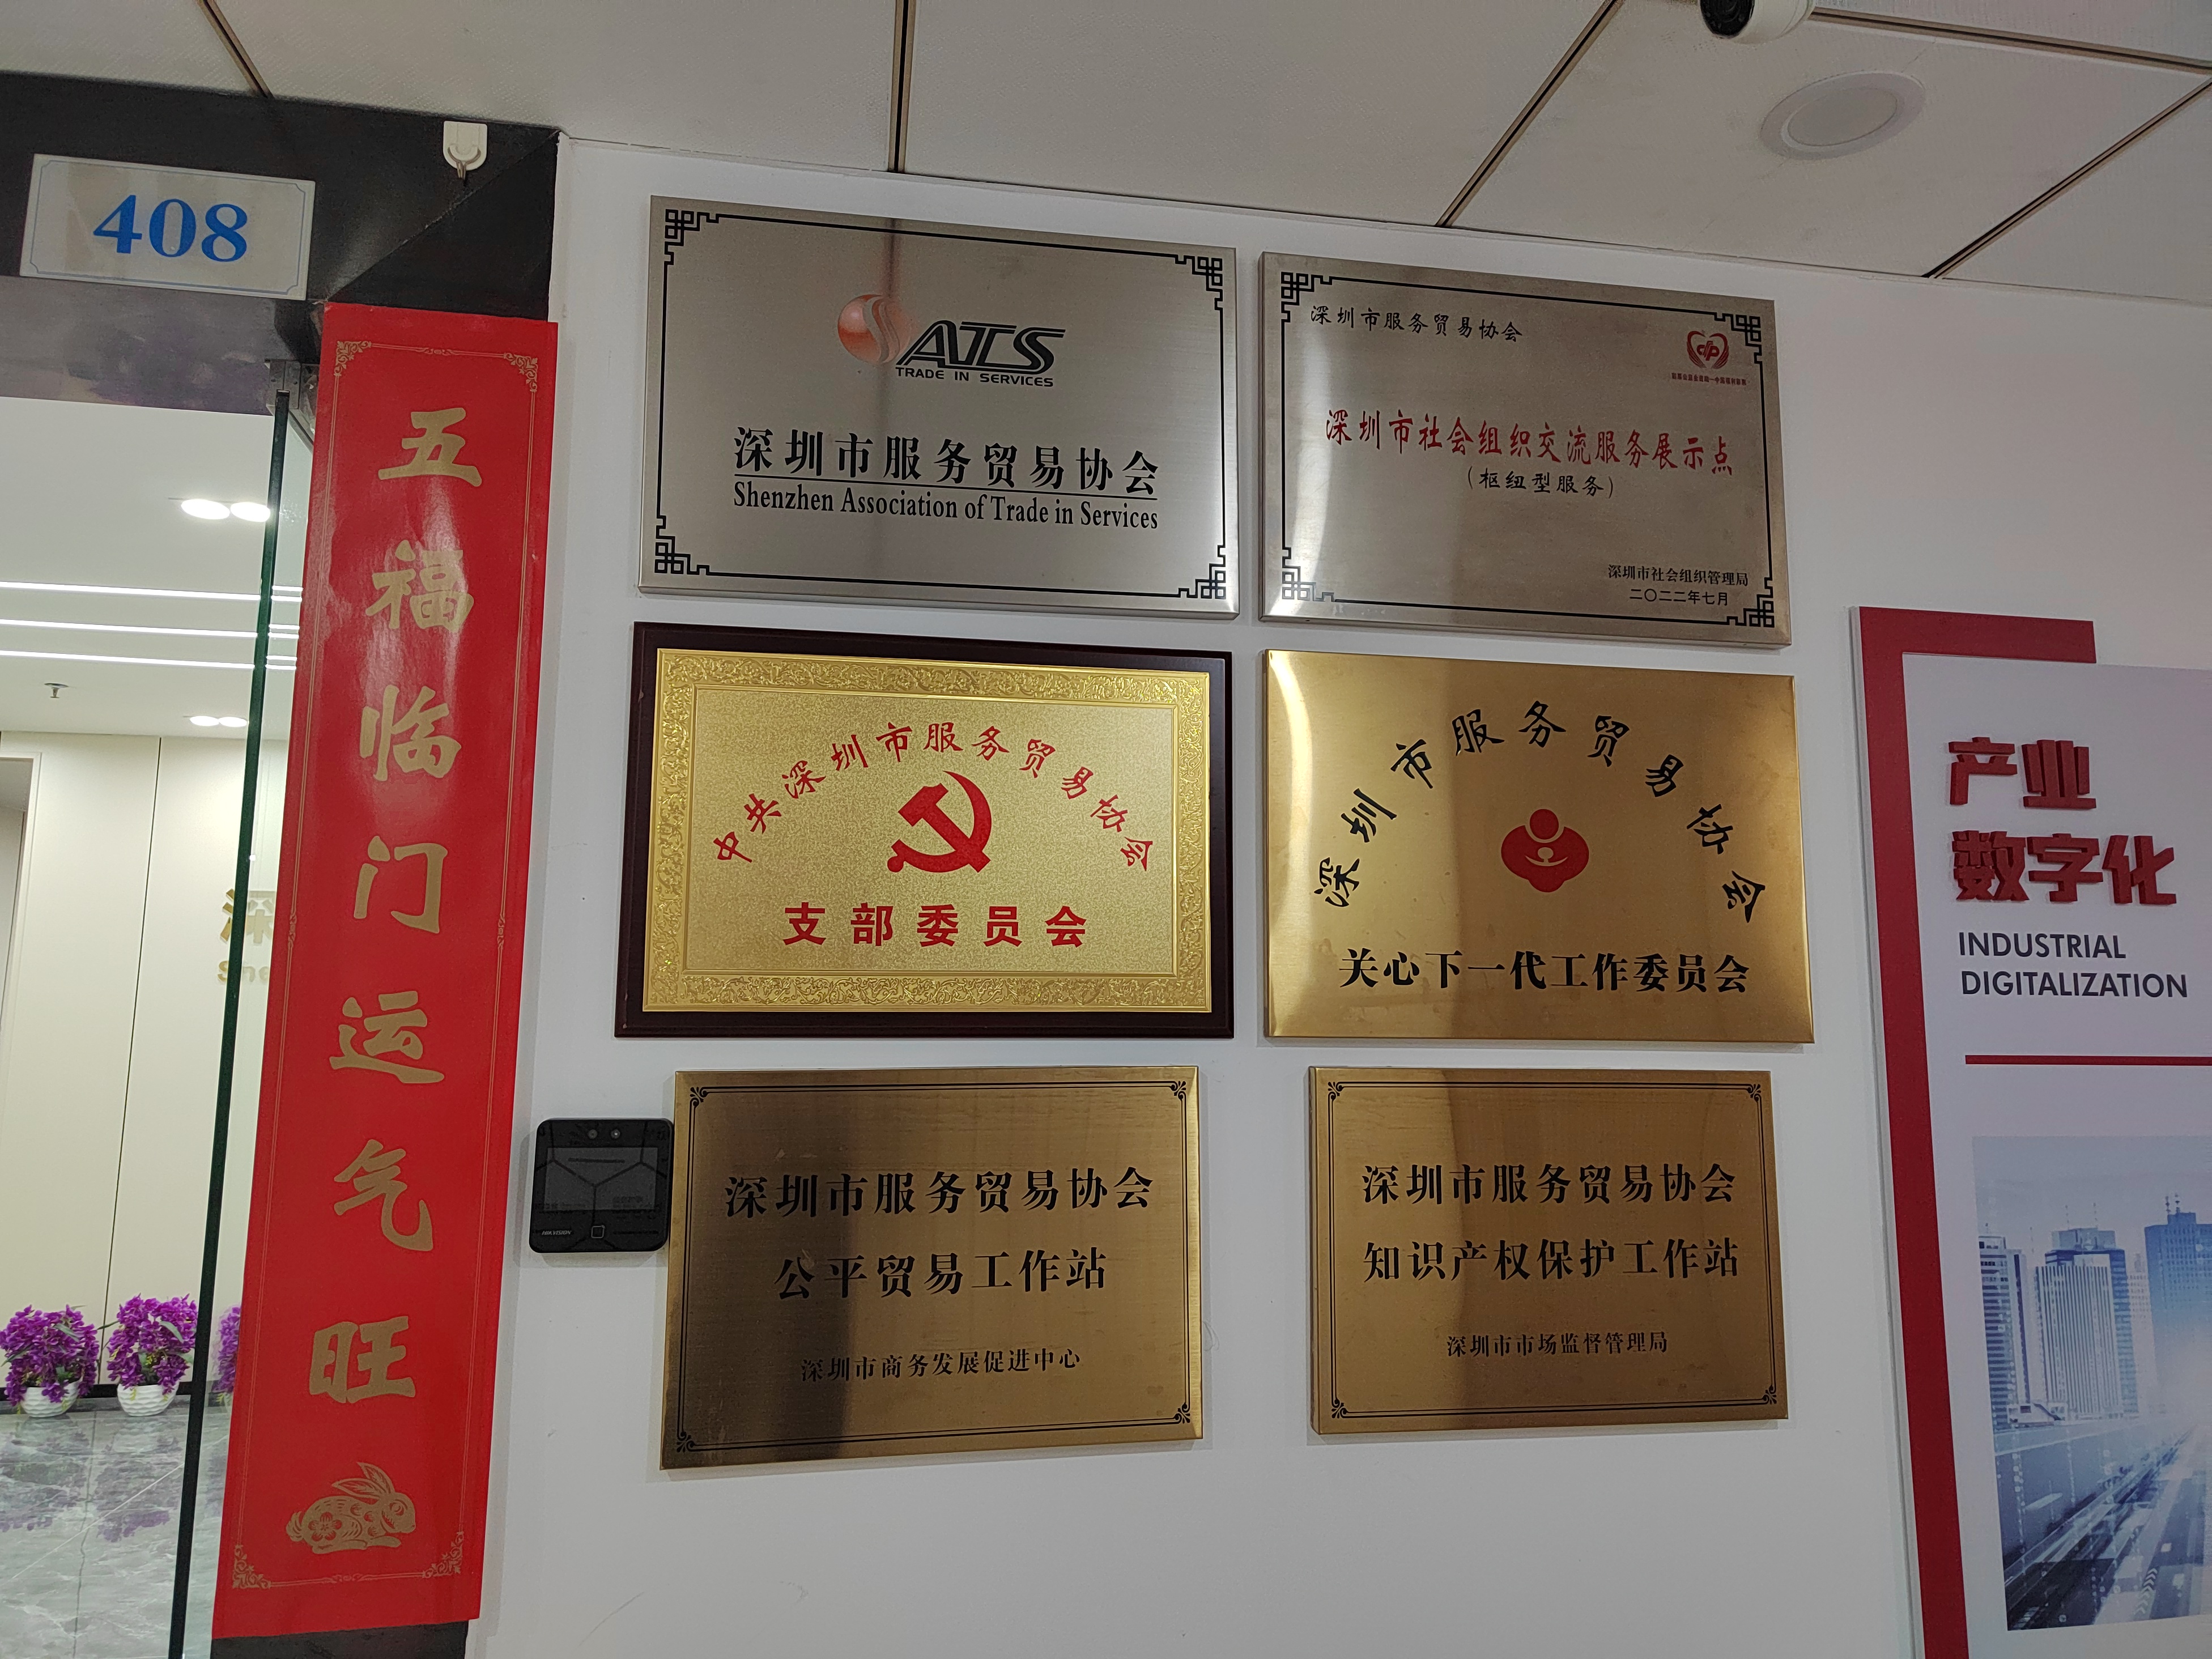 408
五福临门运气旺
SATS
TRADE IN SERVICES
深圳市服务贸易协会
Shenzhen Association of Trade in Services
深圳市服务贸易协会
深圳市社会组织交流服务展示点
（枢纽型服务）
深圳市社会组织管理局
二〇二二年七月
中共深圳市服务贸易协会
支部委员会
深圳市服务贸易协会
关心下一代工作委员会
深圳市服务贸易协会
公平贸易工作站
深圳市商务发展促进中心
深圳市服务贸易协会
知识产权保护工作站
深圳市市场监督管理局
HIKVISION
产业
数字化
INDUSTRIAL
DIGITALIZATION
深
She